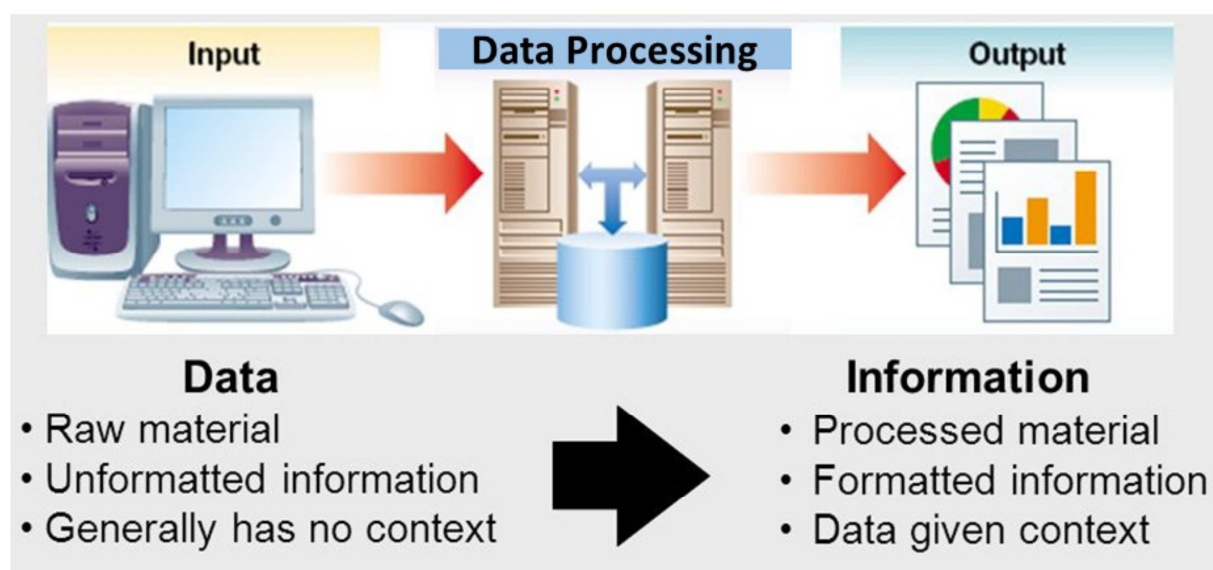 Input
Data Processing
Output
Data
• Raw material
• Unformatted information
• Generally has no context
Information
• Processed material
• Formatted information
• Data given context